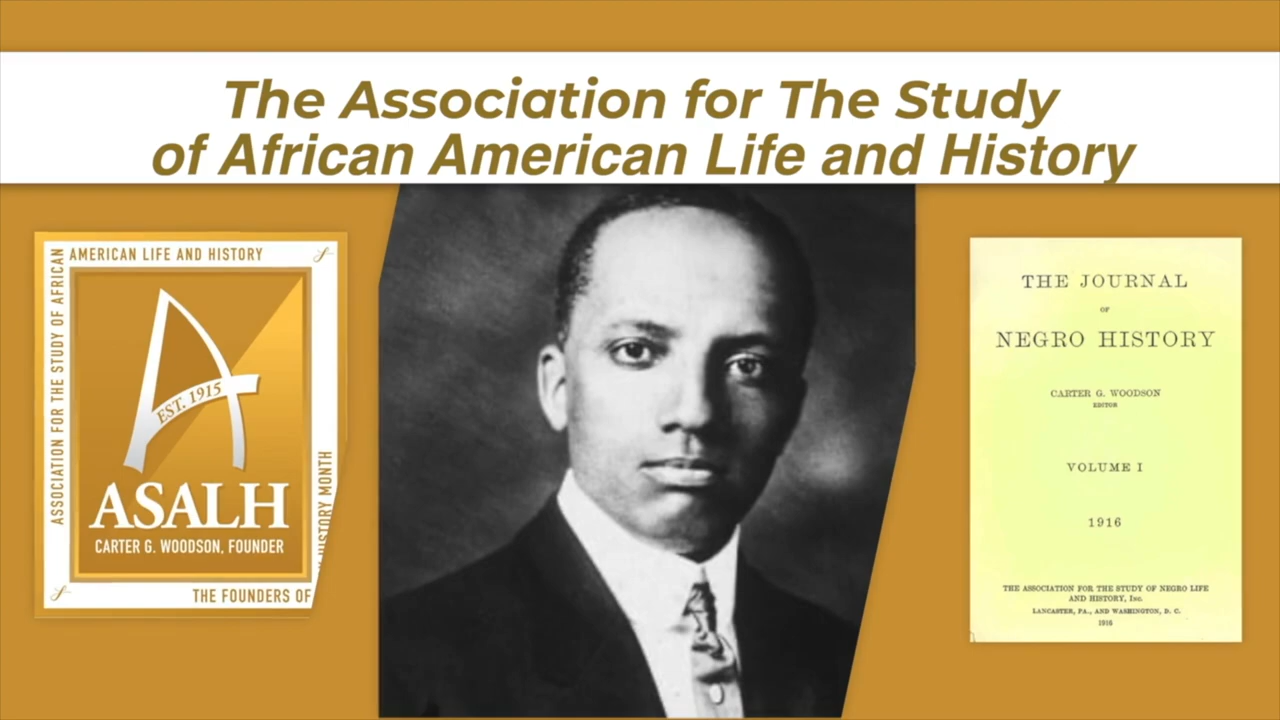 The Association for The Study
of African American Life and History
ASSOCIATION FOR THE STUDY OF AFRICAN
AMERICAN LIFE AND HISTORY
EST. 1915
ASALH
CARTER G. WOODSON, FOUNDER
HISTORY MONTH
THE FOUNDERS OF
THE JOURNAL
OF
NEGRO HISTORY
CARTER G. WOODSON
EDITOR
VOLUME I
1916
THE ASSOCIATION FOR THE STUDY OF NEGRO LIFE
AND HISTORY, INC.
LANCASTER, PA., AND WASHINGTON, D. C.
1916